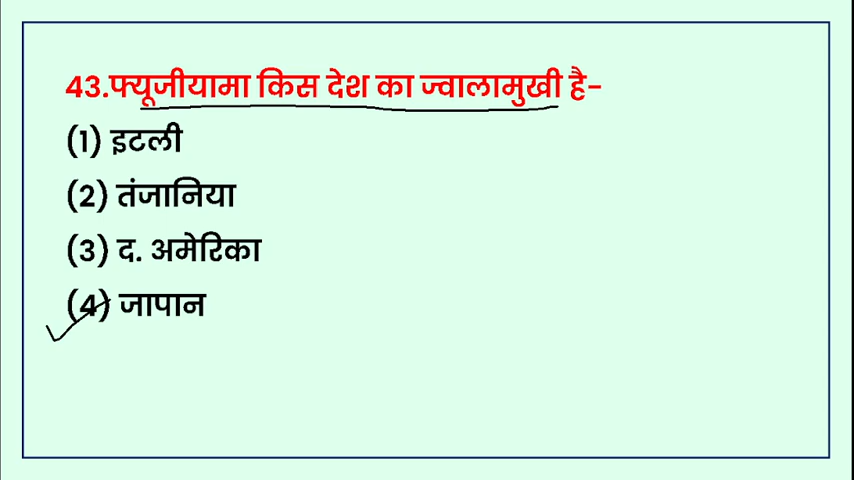 43.फ्यूजीयामा किस देश का ज्वालामुखी है-
(1) इटली
(2) तंजानिया
(3) द. अमेरिका
(4) जापान